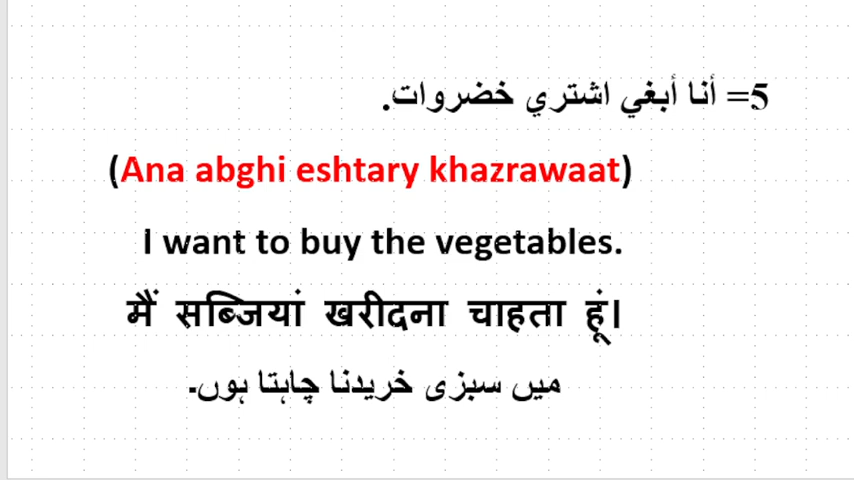 5= أنا أبغي اشتري خضروات.
(Ana abghi eshtary khazrawaat)
I want to buy the vegetables.
मैं सब्जियां खरीदना चाहता हूं।
میں سبزی خریدنا چاہتا ہوں۔